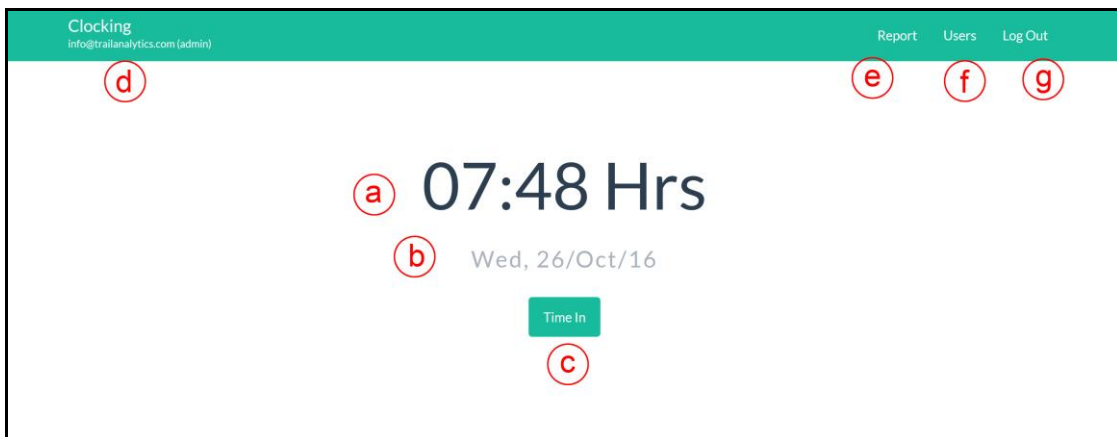 Clocking
info@trailanalytics.com (admin)
Report Users Log Out
d
e f g
a 07:48 Hrs
b Wed, 26/Oct/16
Time In
c